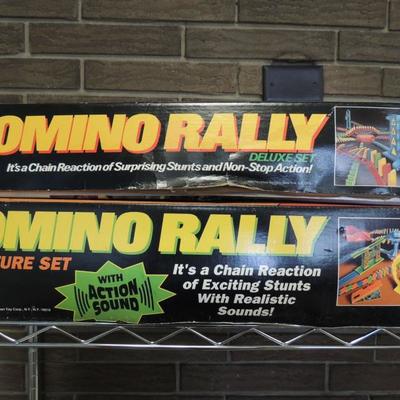 OMINO RALLY
DELUXE SET
It's a Chain Reaction of Surprising Stunts and Non-Stop Action!
OMINO RALLY
URE SET
WITH
ACTION
SOUND
It's a Chain Reaction
of Exciting Stunts
With Realistic
Sounds!